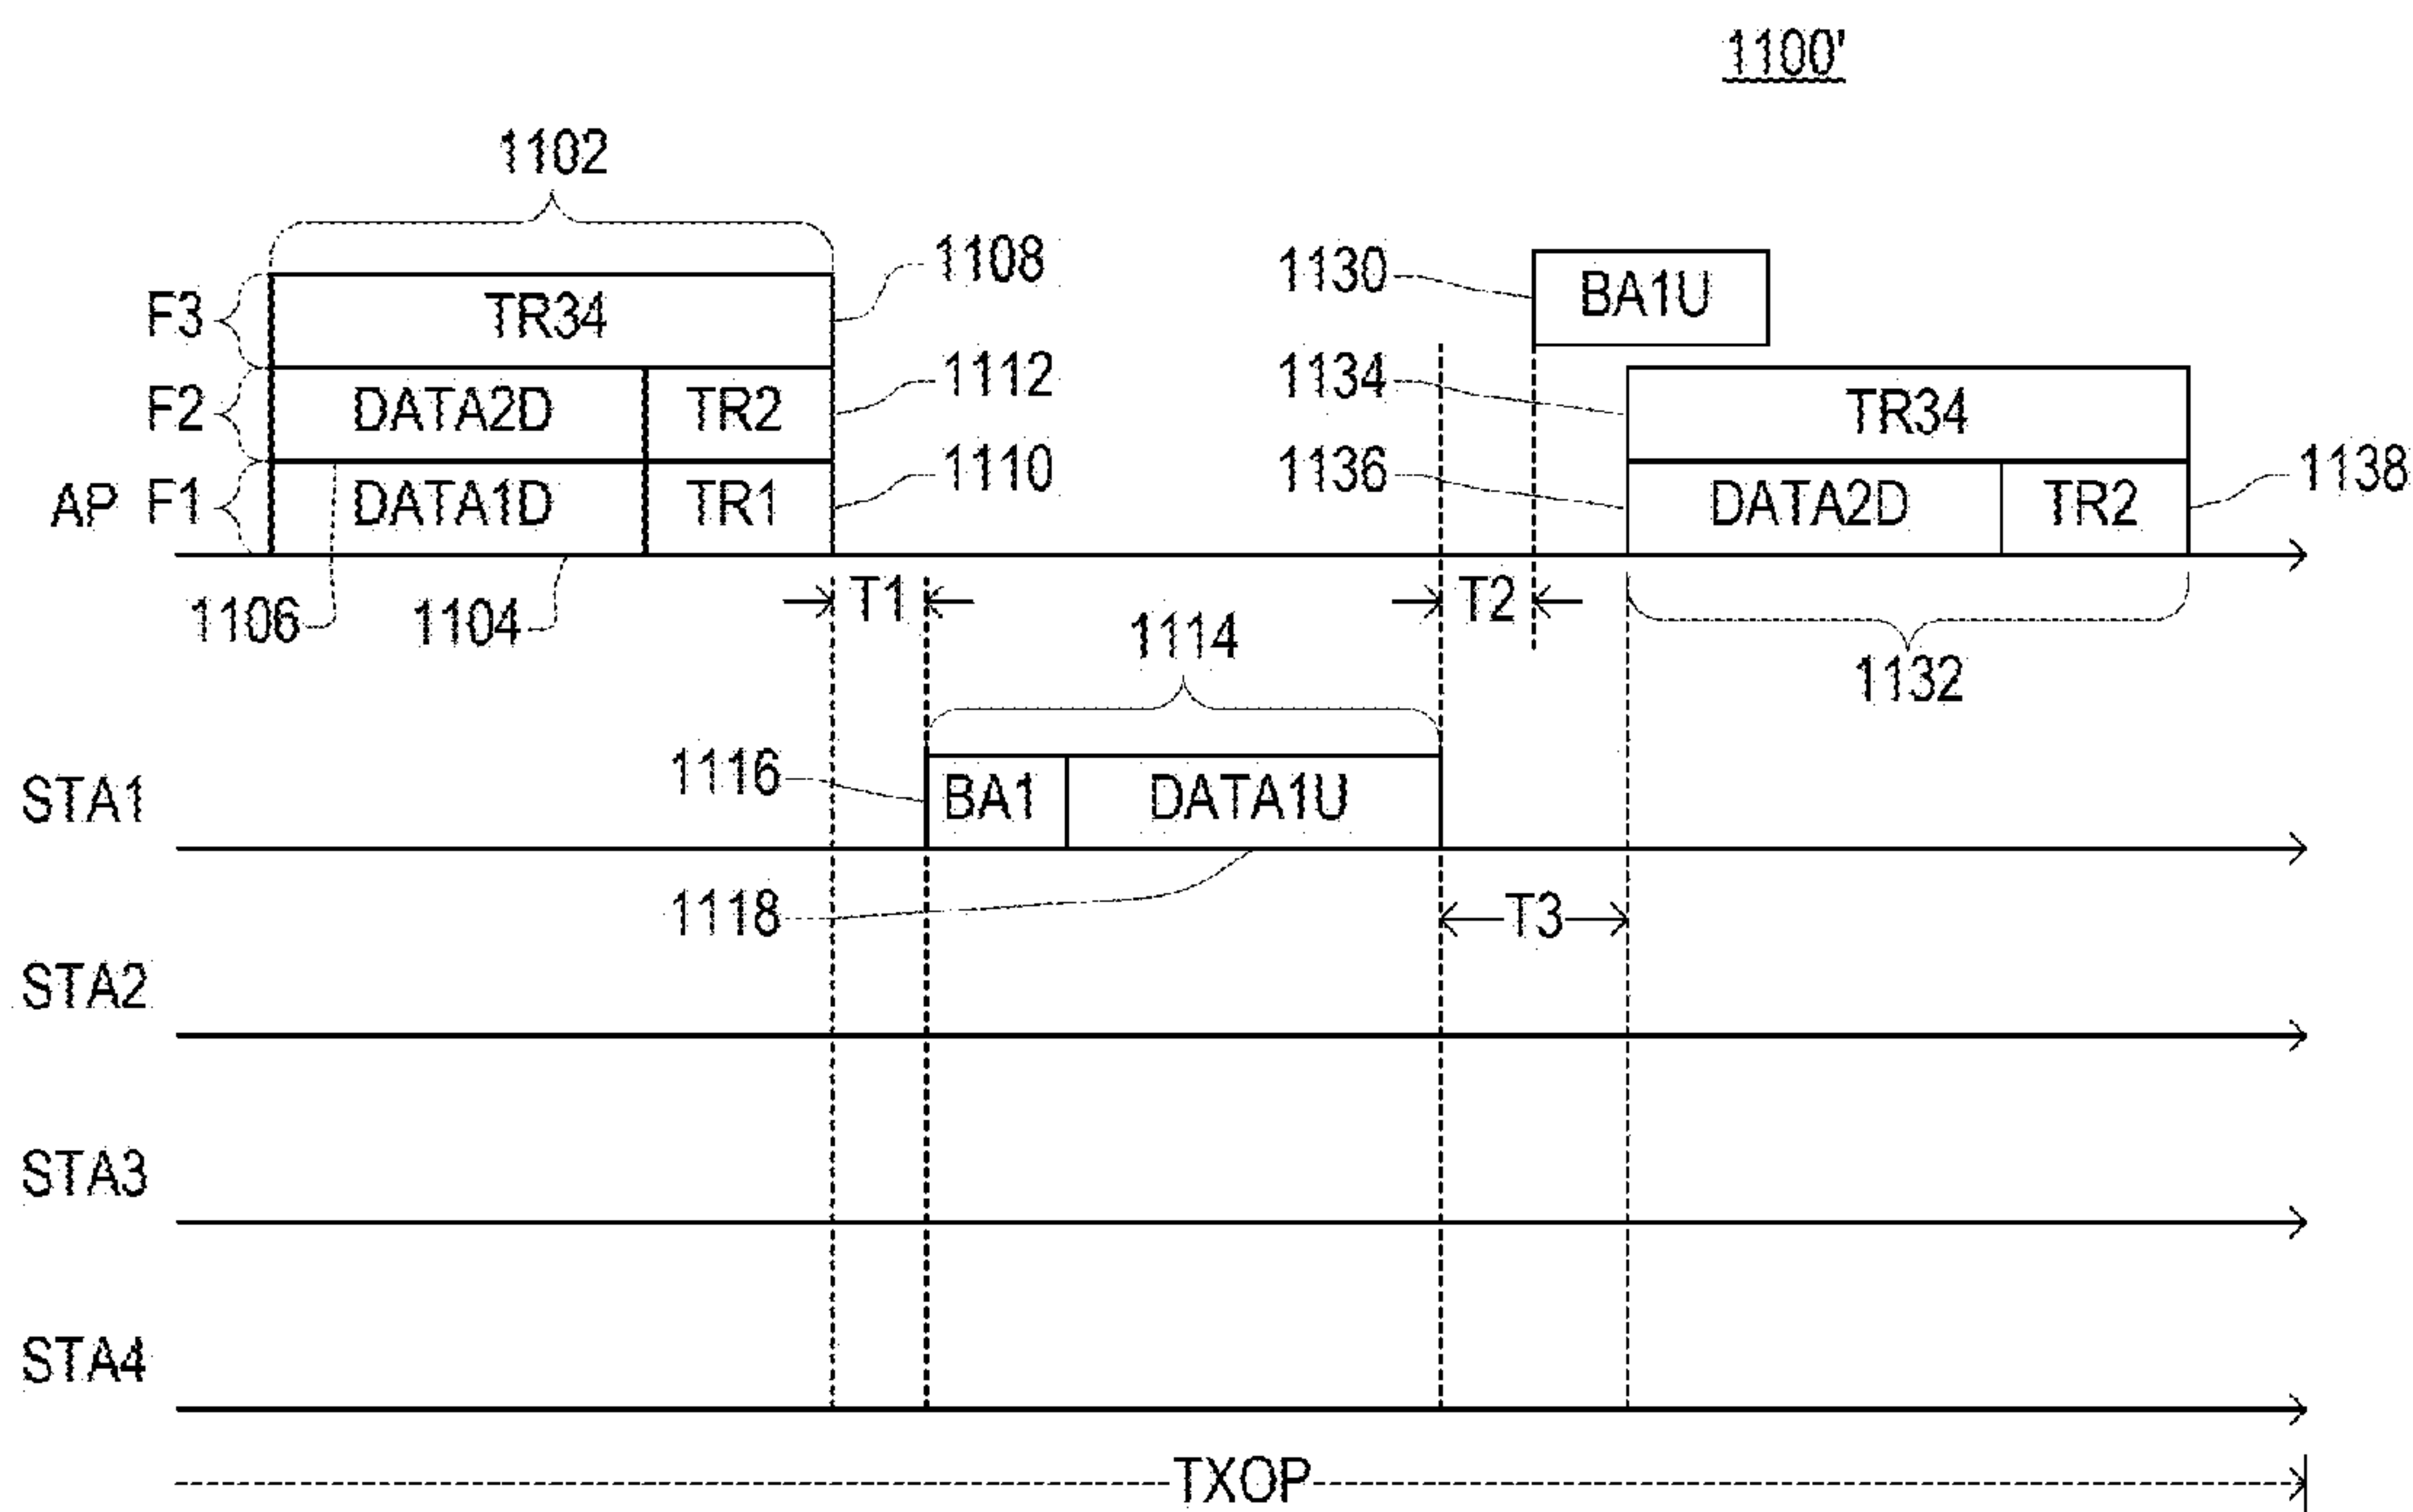 1100'
1102
F3 TR34 1108 1130 BA1U
F2 DATA2D TR2 1112 1134 TR34
AP F1 DATA1D TR1 1110 1136 DATA2D TR2 1138
1106 1104 T1 T2
1114 1132
STA1 1116 BA1 DATA1U
1118 T3
STA2
STA3
STA4
TXOP